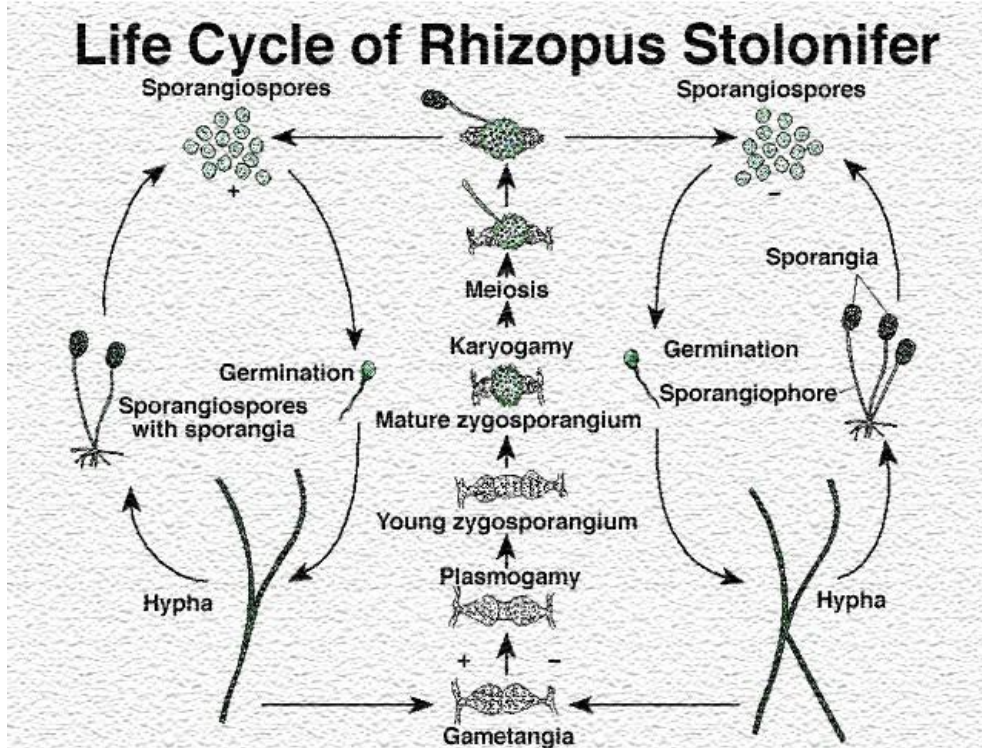 Life Cycle of Rhizopus Stolonifer
Sporangiospores
+
Sporangiospores
−
Meiosis
Sporangia
Karyogamy
Germination
Germination
Sporangiospores
with sporangia
Sporangiophore
Mature zygosporangium
Young zygosporangium
Plasmogamy
Hypha
Hypha
+ −
Gametangia